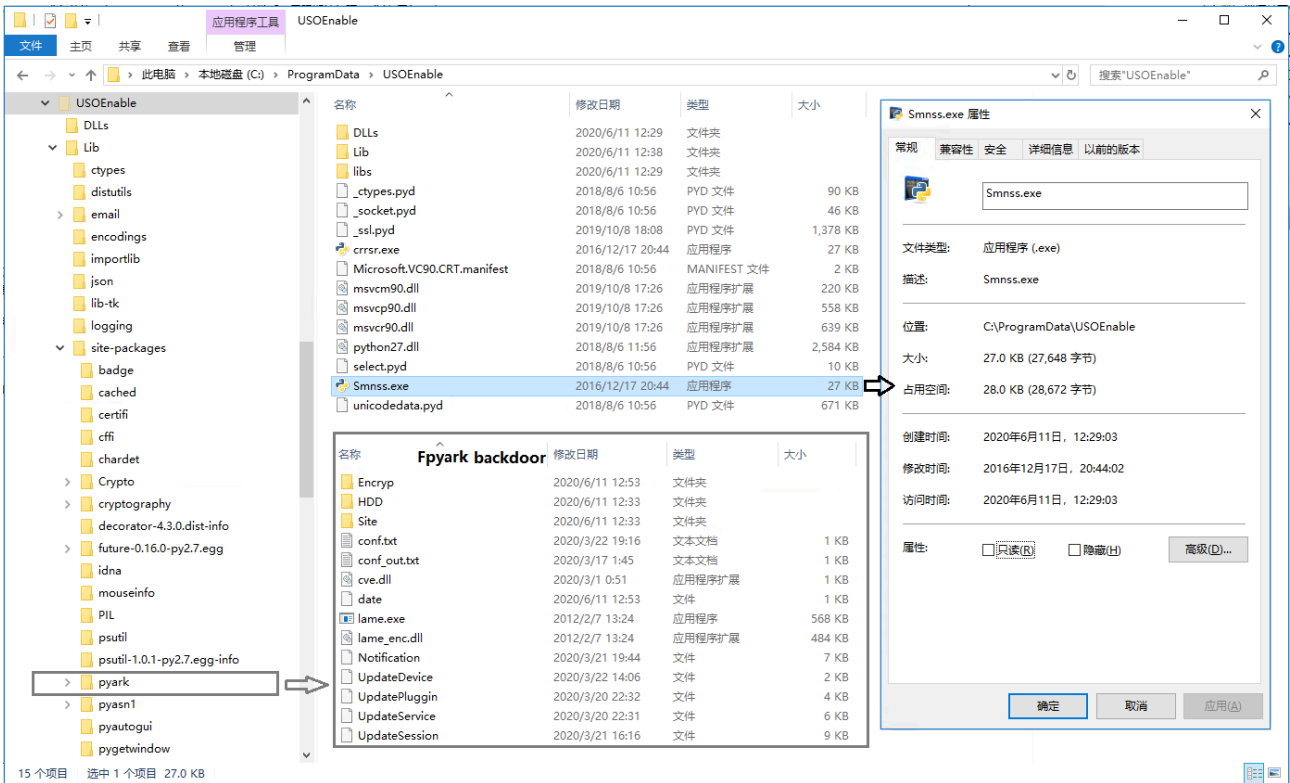 应用程序工具 USOEnable
文件 主页 共享 查看 管理
此电脑 › 本地磁盘 (C:) › ProgramData › USOEnable
搜索"USOEnable"
USOEnable
DLLs
Lib
ctypes
distutils
email
encodings
importlib
json
lib-tk
logging
site-packages
badge
cached
certifi
cffi
chardet
Crypto
cryptography
decorator-4.3.0.dist-info
future-0.16.0-py2.7.egg
idna
mouseinfo
PIL
psutil
psutil-1.0.1-py2.7.egg-info
pyark
pyasn1
pyautogui
pygetwindow
名称 修改日期 类型 大小
DLLs 2020/6/11 12:29 文件夹
Lib 2020/6/11 12:38 文件夹
libs 2020/6/11 12:29 文件夹
_ctypes.pyd 2018/8/6 10:56 PYD 文件 90 KB
_socket.pyd 2018/8/6 10:56 PYD 文件 46 KB
_ssl.pyd 2019/10/8 18:08 PYD 文件 1,378 KB
crrsr.exe 2016/12/17 20:44 应用程序 27 KB
Microsoft.VC90.CRT.manifest 2018/8/6 10:56 MANIFEST 文件 2 KB
msvcm90.dll 2019/10/8 17:26 应用程序扩展 220 KB
msvcp90.dll 2019/10/8 17:26 应用程序扩展 558 KB
msvcr90.dll 2019/10/8 17:26 应用程序扩展 639 KB
python27.dll 2018/8/6 11:56 应用程序扩展 2,584 KB
select.pyd 2018/8/6 10:56 PYD 文件 10 KB
Smnss.exe 2016/12/17 20:44 应用程序 27 KB
unicodedata.pyd 2018/8/6 10:56 PYD 文件 671 KB
名称 Fpyark backdoor 修改日期 类型 大小
Encryp 2020/6/11 12:53 文件夹
HDD 2020/6/11 12:33 文件夹
Site 2020/6/11 12:33 文件夹
conf.txt 2020/3/22 19:16 文本文档 1 KB
conf_out.txt 2020/3/17 1:45 文本文档 1 KB
cve.dll 2020/3/1 0:51 应用程序扩展 1 KB
date 2020/6/11 12:53 文件 1 KB
lame.exe 2012/2/7 13:24 应用程序 568 KB
lame_enc.dll 2012/2/7 13:24 应用程序扩展 484 KB
Notification 2020/3/21 19:44 文件 7 KB
UpdateDevice 2020/3/22 14:06 文件 2 KB
UpdatePluggin 2020/3/20 22:32 文件 4 KB
UpdateService 2020/3/20 22:31 文件 6 KB
UpdateSession 2020/3/21 16:16 文件 9 KB
Smnss.exe 属性
常规 兼容性 安全 详细信息 以前的版本
Smnss.exe
文件类型: 应用程序 (.exe)
描述: Smnss.exe
位置: C:\ProgramData\USOEnable
大小: 27.0 KB (27,648 字节)
占用空间: 28.0 KB (28,672 字节)
创建时间: 2020年6月11日，12:29:03
修改时间: 2016年12月17日，20:44:02
访问时间: 2020年6月11日，12:29:03
属性: 只读(R) 隐藏(H) 高级(D)...
确定 取消 应用(A)
15 个项目 选中 1 个项目 27.0 KB